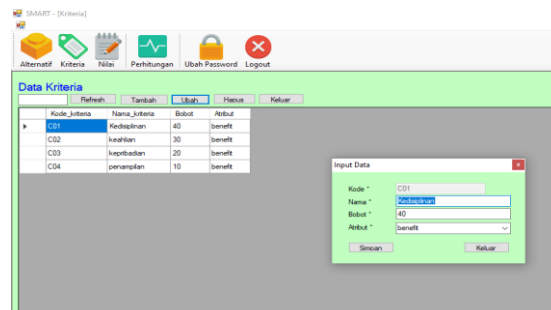 SMART - [Kriteria]
Alternatif Kriteria Nilai Perhitungan Ubah Password Logout
Data Kriteria
Refresh Tambah Ubah Hapus Keluar
Kode_kriteria Nama_kriteria Bobot Atribut
C01 Kedisiplinan 40 benefit
C02 keahlian 30 benefit
C03 kepribadian 20 benefit
C04 penampilan 10 benefit
Input Data
Kode * C01
Nama * Kedisiplinan
Bobot * 40
Atribut * benefit
Simpan Keluar